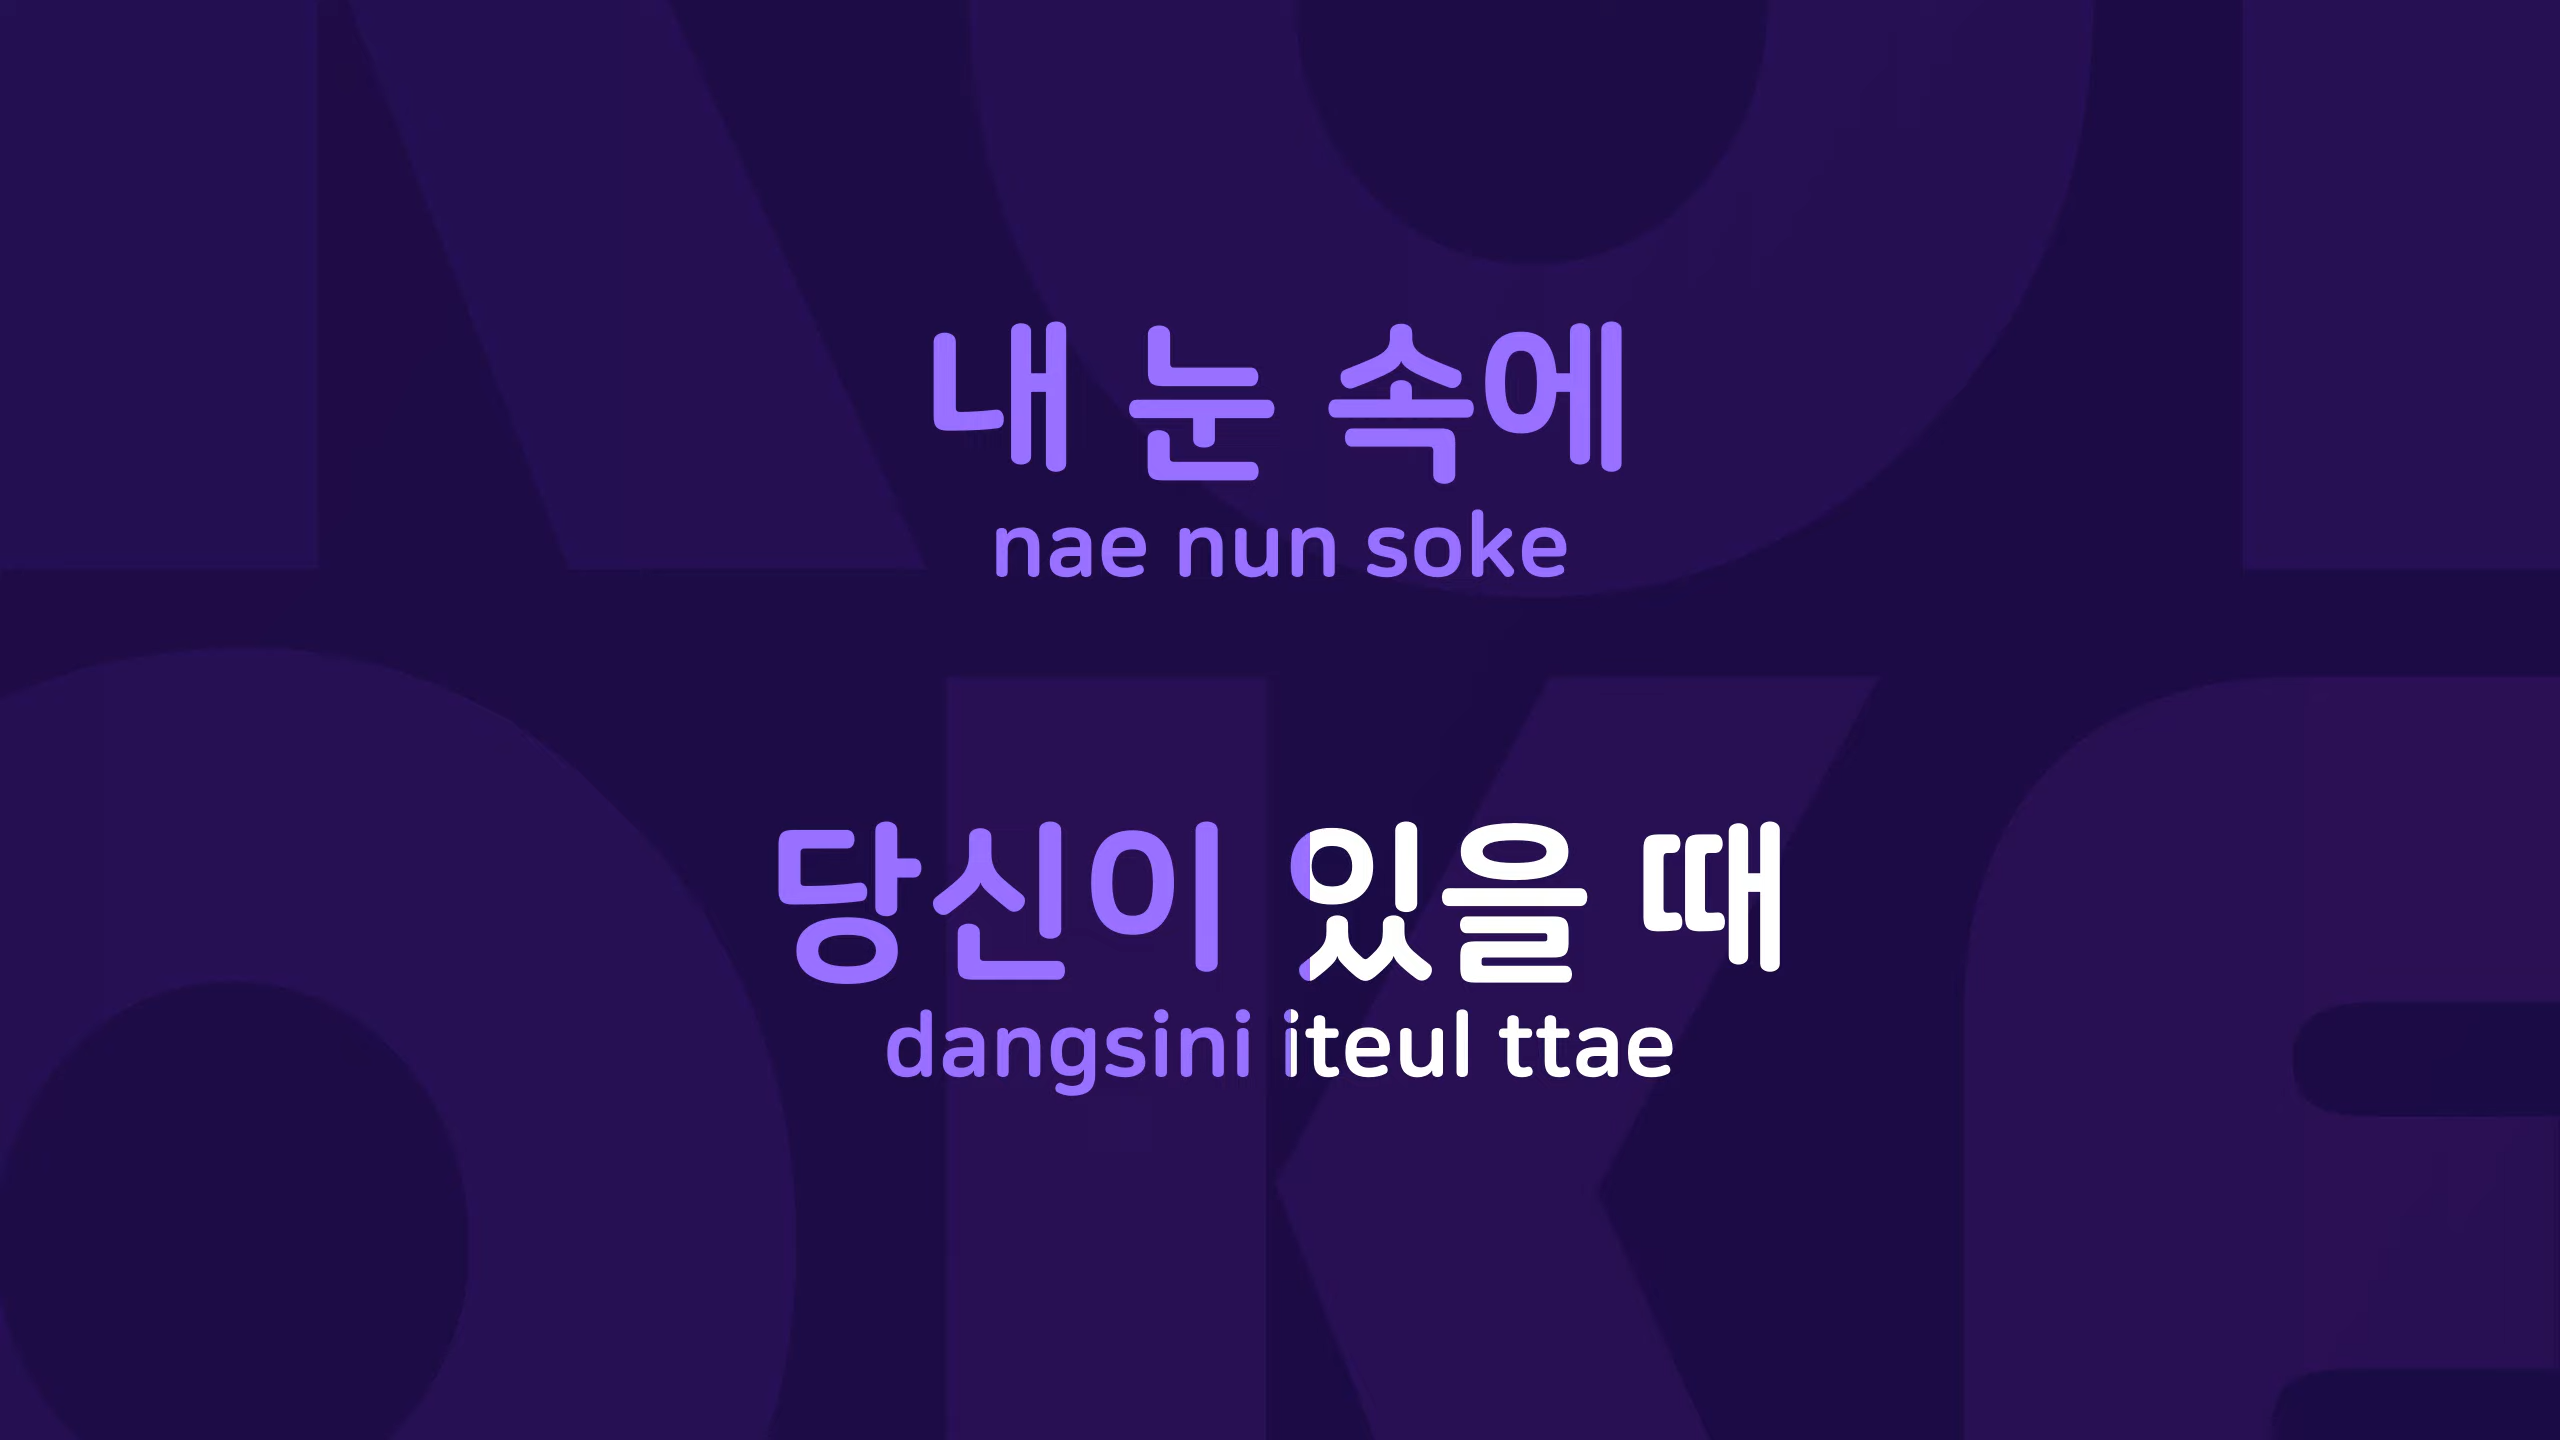 내 눈 속에
nae nun soke
당신이 있을 때
dangsini iteul ttae